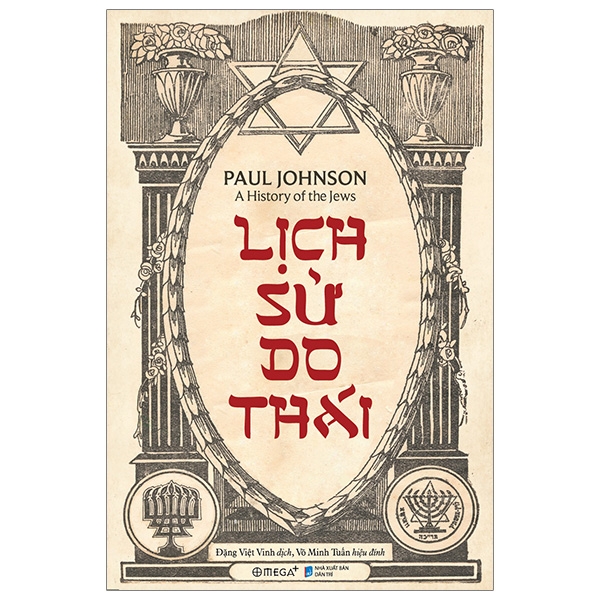 PAUL JOHNSON
A History of the Jews
LỊCH
SỬ
DO
THÁI
Đặng Việt Vinh dịch, Võ Minh Tuấn hiệu đính
OMEGA+
NHÀ XUẤT BẢN
DÂN TRÍ